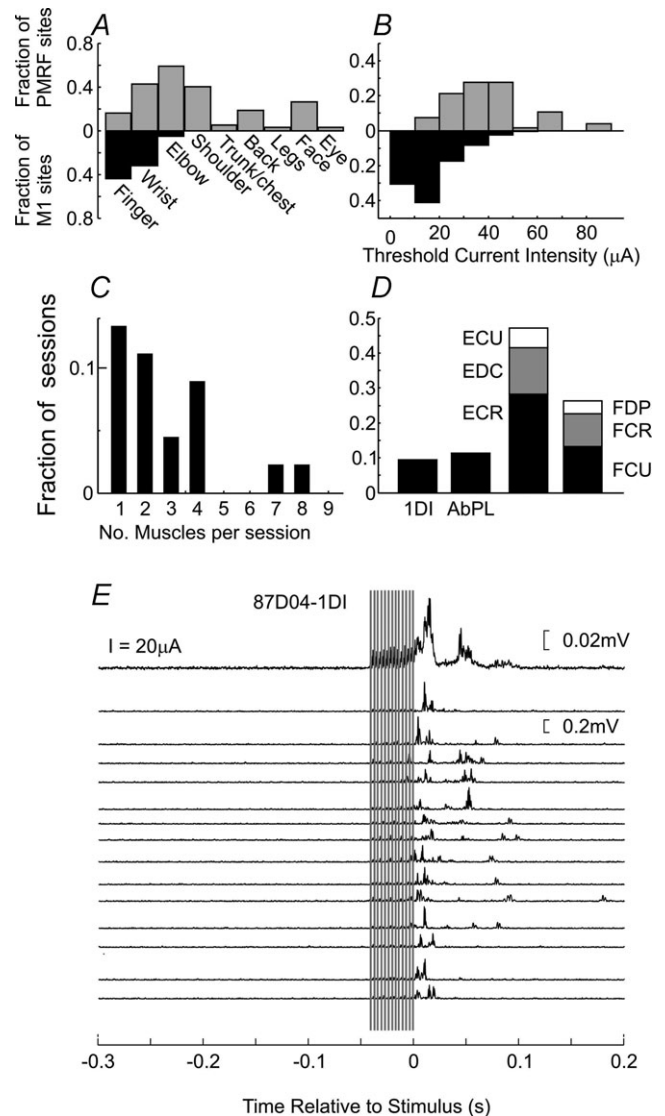 A
B
Fraction of
PMRF sites
0.8
0.4
0
0.4
0.8
Fraction of
M1 sites
Finger
Wrist
Elbow
Shoulder
Trunk/chest
Back
Legs
Face
Eye
0.4
0.2
0
0.2
0.4
0 20 40 60 80
Threshold Current Intensity (μA)
C
Fraction of sessions
0.1
0
1 2 3 4 5 6 7 8 9
No. Muscles per session
D
0.5
0.4
0.3
0.2
0.1
0
ECU
EDC
ECR
FDP
FCR
FCU
1DI AbPL
E
87D04-1DI
I = 20μA
0.02mV
0.2mV
-0.3 -0.2 -0.1 0 0.1 0.2
Time Relative to Stimulus (s)